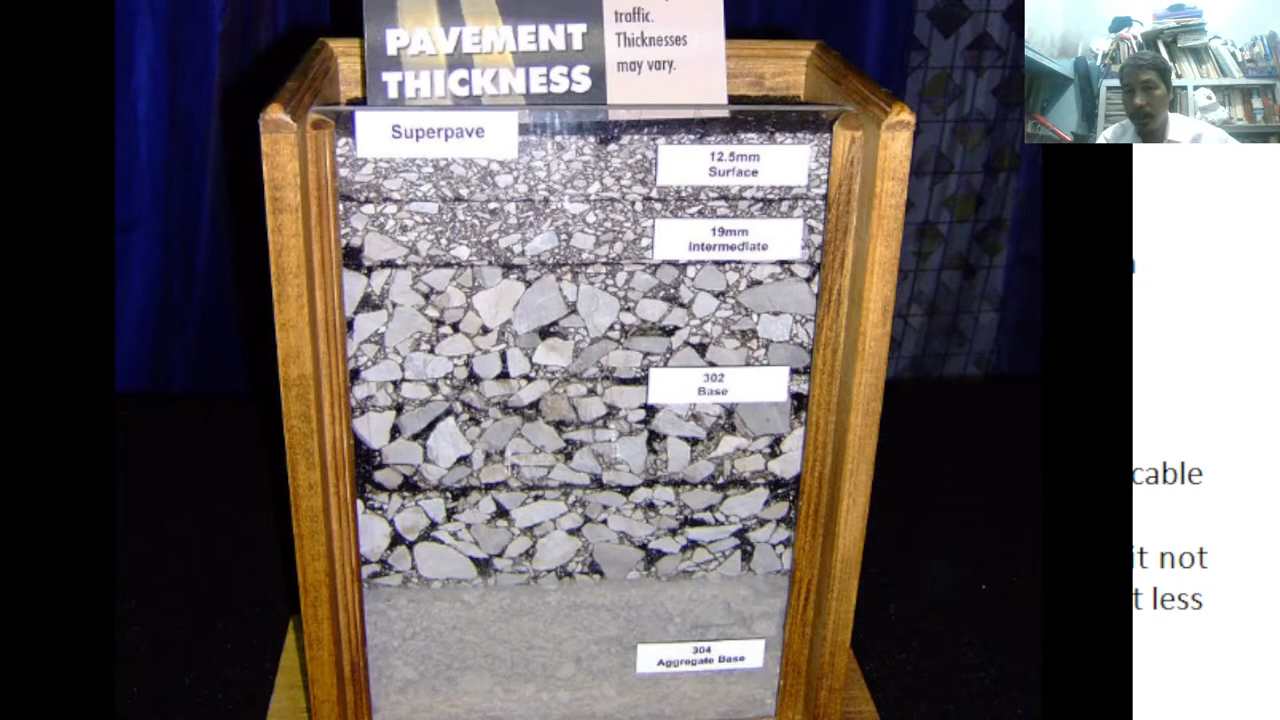 traffic.
Thicknesses
may vary.
PAVEMENT
THICKNESS
Superpave
12.5mm
Surface
19mm
Intermediate
302
Base
304
Aggregate Base
cable
it not
t less